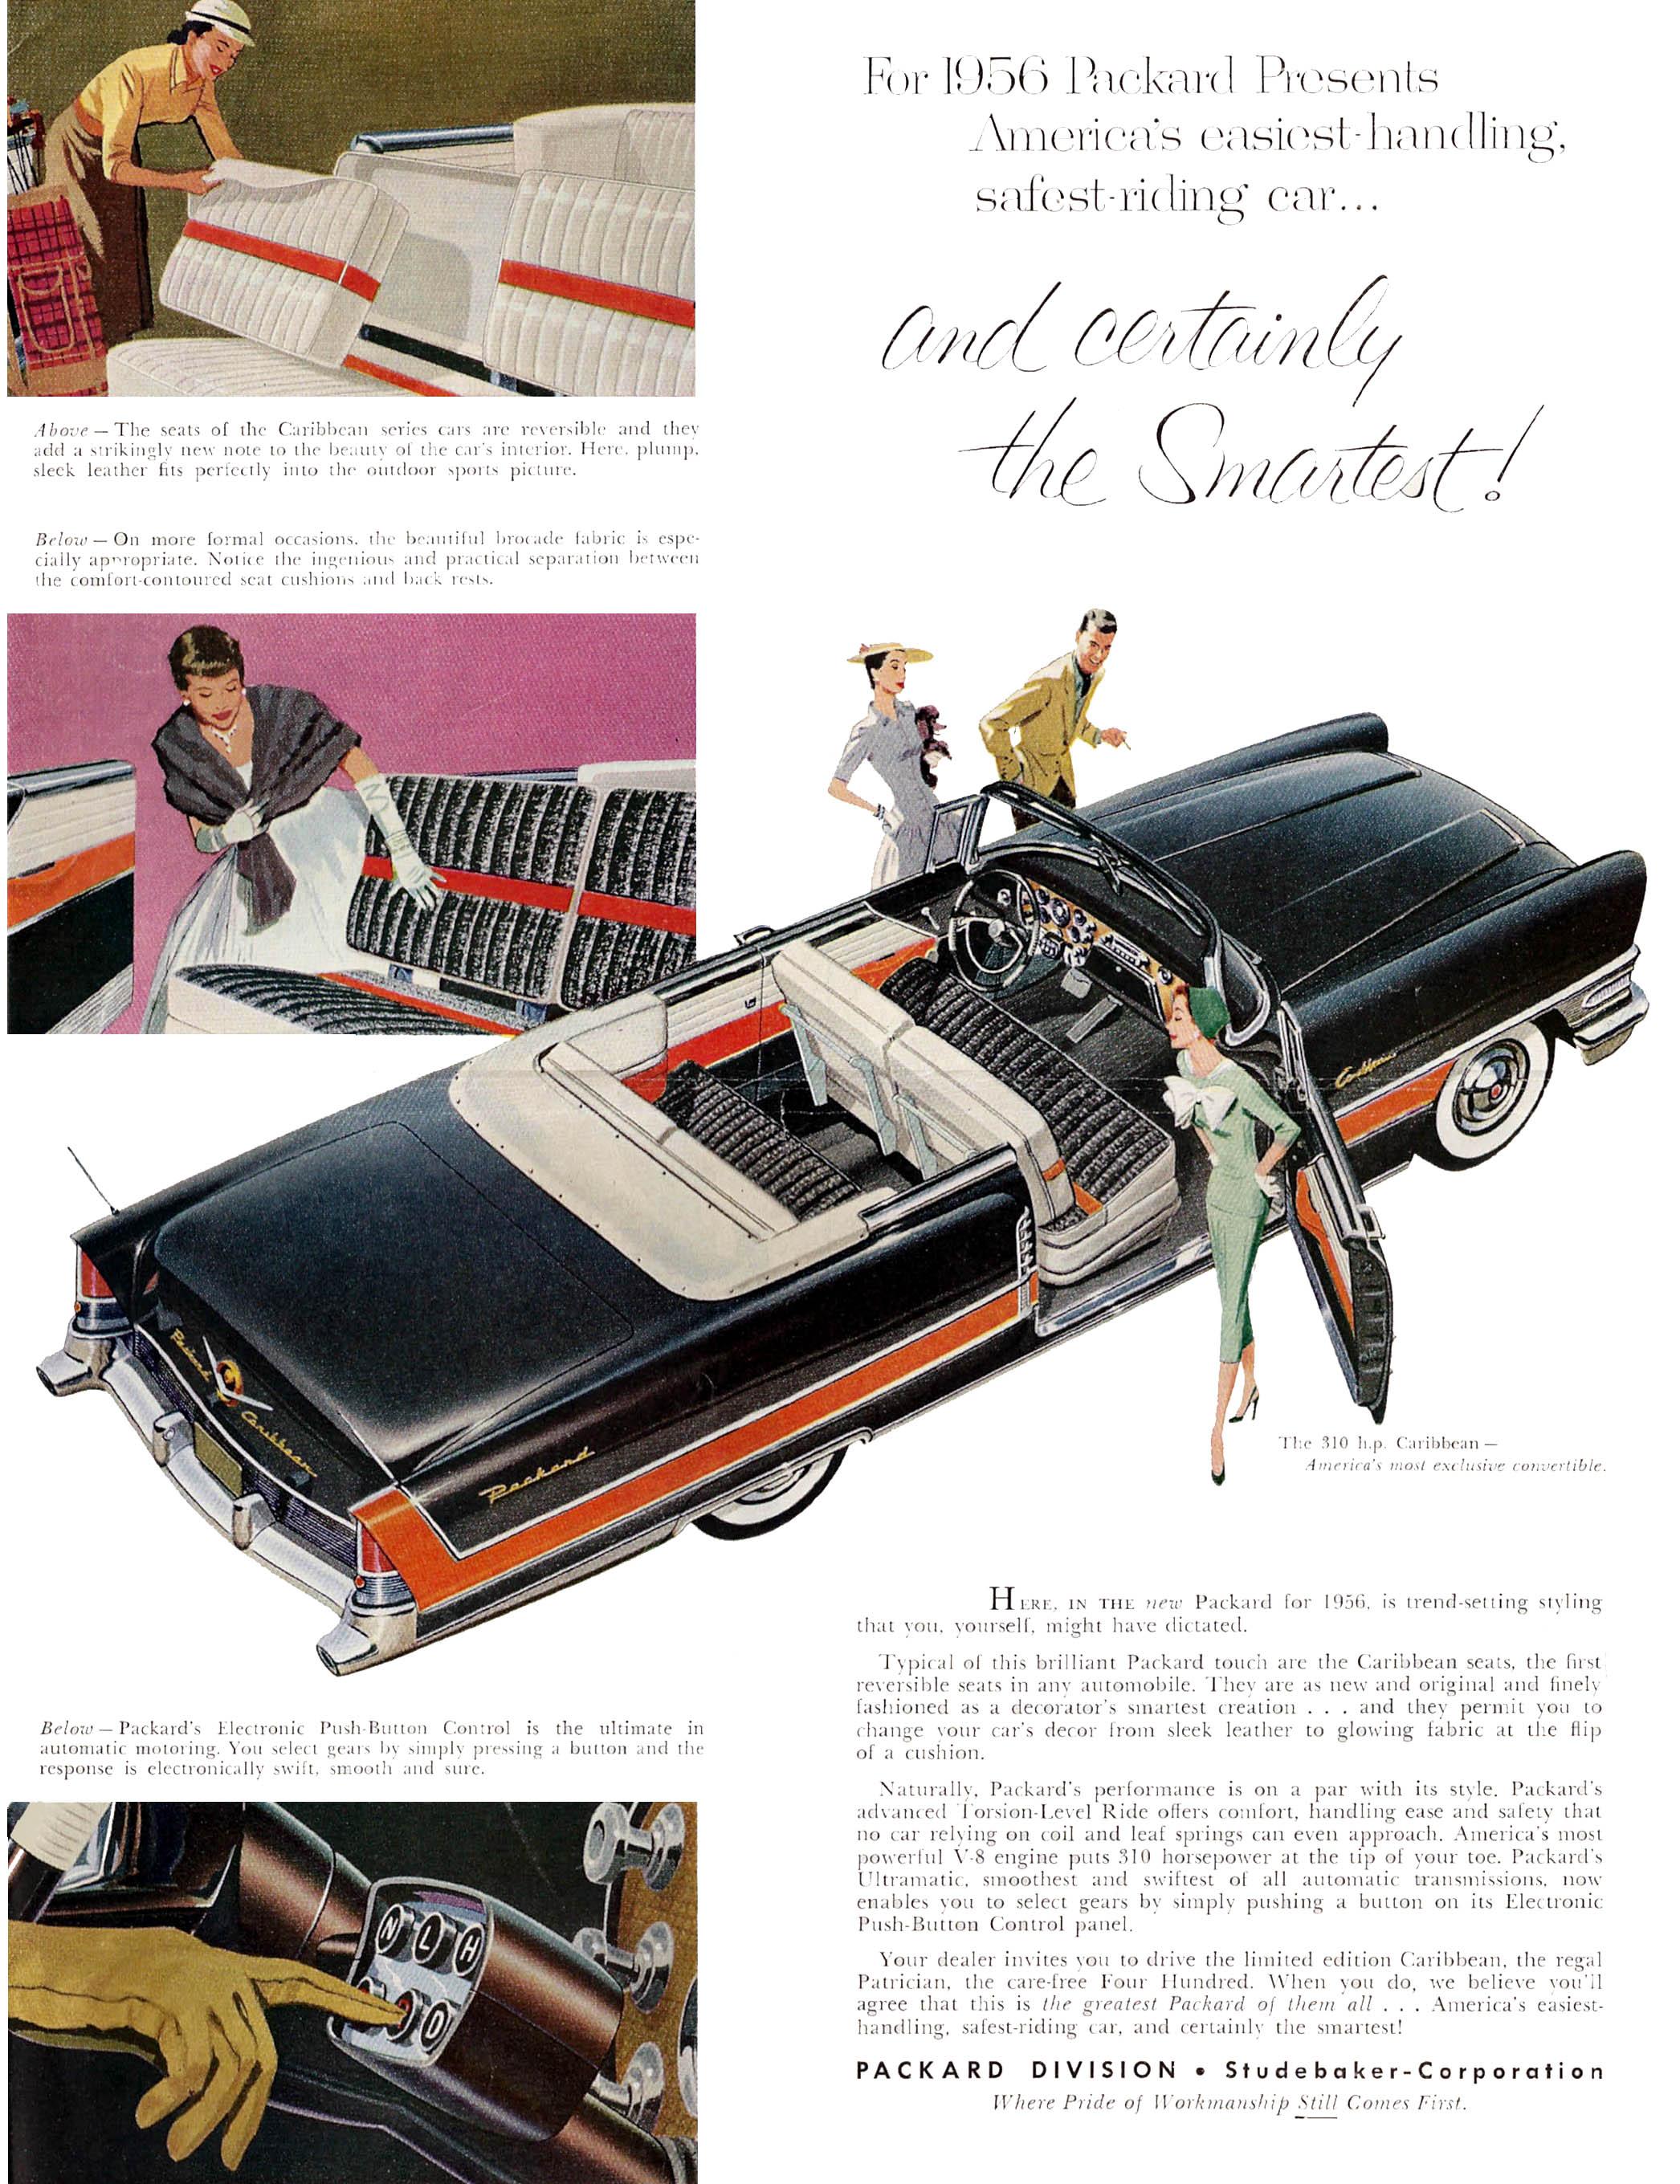 For 1956 Packard Presents
America's easiest-handling,
safest-riding car...
and certainly
the Smartest!
Above — The seats of the Caribbean series cars are reversible and they
add a strikingly new note to the beauty of the car's interior. Here, plump,
sleek leather fits perfectly into the outdoor sports picture.
Below — On more formal occasions, the beautiful brocade fabric is espe-
cially appropriate. Notice the ingenious and practical separation between
the comfort-contoured seat cushions and back rests.
Caribbean
Packard
Caribbean
Packard
The 310 h.p. Caribbean —
America's most exclusive convertible.
HERE, IN THE new Packard for 1956, is trend-setting styling
that you, yourself, might have dictated.
Typical of this brilliant Packard touch are the Caribbean seats, the first
reversible seats in any automobile. They are as new and original and finely
fashioned as a decorator's smartest creation . . . and they permit you to
change your car's decor from sleek leather to glowing fabric at the flip
of a cushion.
Naturally, Packard's performance is on a par with its style. Packard's
advanced Torsion-Level Ride offers comfort, handling ease and safety that
no car relying on coil and leaf springs can even approach. America's most
powerful V-8 engine puts 310 horsepower at the tip of your toe. Packard's
Ultramatic, smoothest and swiftest of all automatic transmissions, now
enables you to select gears by simply pushing a button on its Electronic
Push-Button Control panel.
Your dealer invites you to drive the limited edition Caribbean, the regal
Patrician, the care-free Four Hundred. When you do, we believe you'll
agree that this is the greatest Packard of them all . . . America's easiest-
handling, safest-riding car, and certainly the smartest!
PACKARD DIVISION • Studebaker-Corporation
Where Pride of Workmanship Still Comes First.
Below — Packard's Electronic Push-Button Control is the ultimate in
automatic motoring. You select gears by simply pressing a button and the
response is electronically swift, smooth and sure.
N L H
D